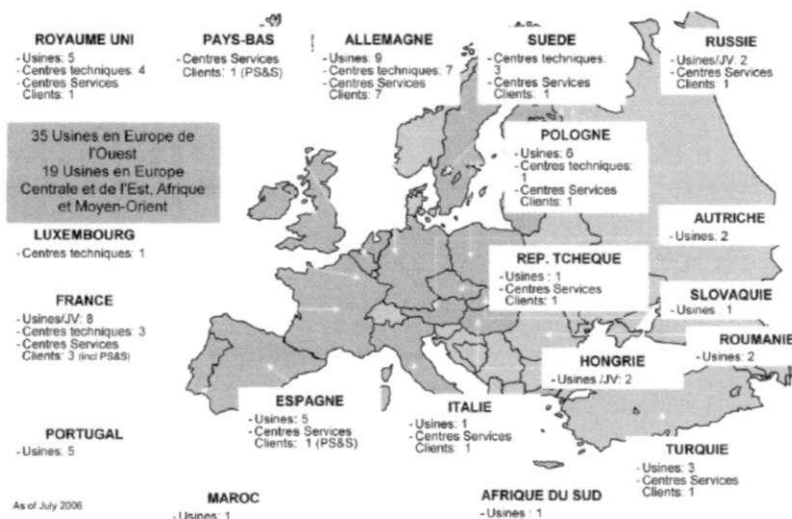 ROYAUME UNI
- Usines: 5
- Centres techniques: 4
- Centres Services
Clients: 1
PAYS-BAS
- Centres Services
Clients: 1 (PS&S)
ALLEMAGNE
- Usines: 9
- Centres techniques: 7
- Centres Services
Clients: 7
SUEDE
- Centres techniques:
3
- Centres Services
Clients: 1
RUSSIE
- Usines/JV: 2
- Centres Services
Clients: 1
35 Usines en Europe de
l'Ouest
19 Usines en Europe
Centrale et de l'Est, Afrique
et Moyen-Orient
POLOGNE
- Usines: 6
- Centres techniques:
1
- Centres Services
Clients: 1
LUXEMBOURG
- Centres techniques: 1
AUTRICHE
- Usines: 2
REP. TCHEQUE
- Usines : 1
- Centres Services
Clients: 1
FRANCE
- Usines/JV: 8
- Centres techniques: 3
- Centres Services
Clients: 3 (incl PS&S)
SLOVAQUIE
- Usines : 1
ROUMANIE
- Usines: 2
HONGRIE
- Usines /JV: 2
ESPAGNE
- Usines: 5
- Centres Services
Clients: 1 (PS&S)
ITALIE
- Usines: 1
- Centres Services
Clients: 1
PORTUGAL
- Usines: 5
TURQUIE
- Usines: 3
- Centres Services
Clients: 1
As of July 2006
MAROC
- Usines: 1
AFRIQUE DU SUD
- Usines : 1